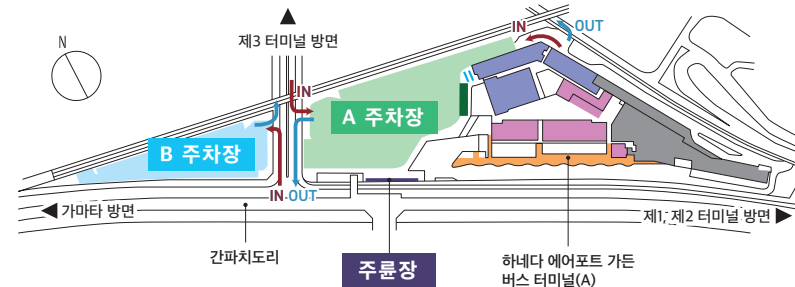 N
제3 터미널 방면
IN
OUT
IN
A 주차장
B 주차장
IN
OUT
가마타 방면
제1, 제2 터미널 방면
간파치도리
주륜장
하네다 에어포트 가든
버스 터미널(A)